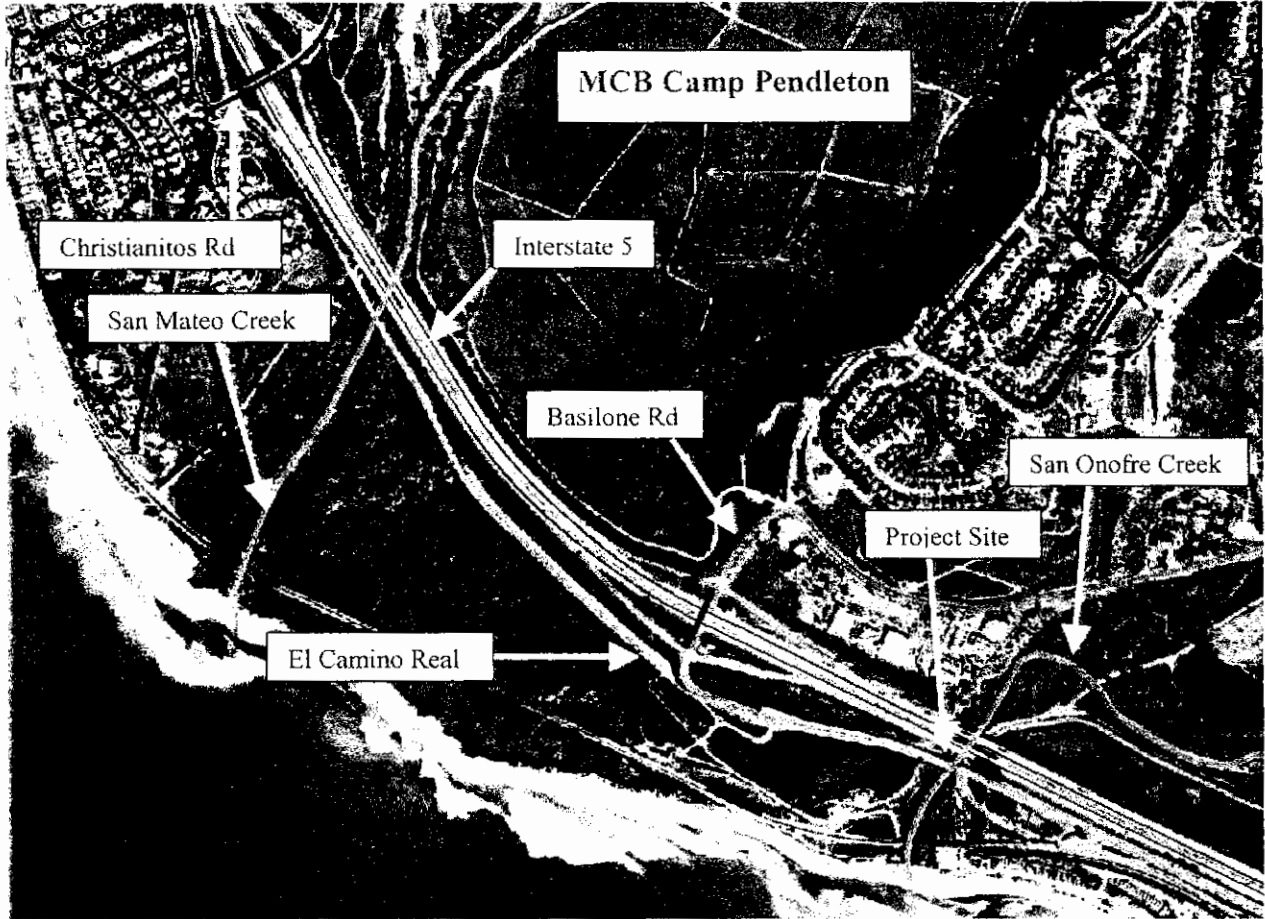 MCB Camp Pendleton
Christianitos Rd
Interstate 5
San Mateo Creek
Basilone Rd
San Onofre Creek
Project Site
El Camino Real